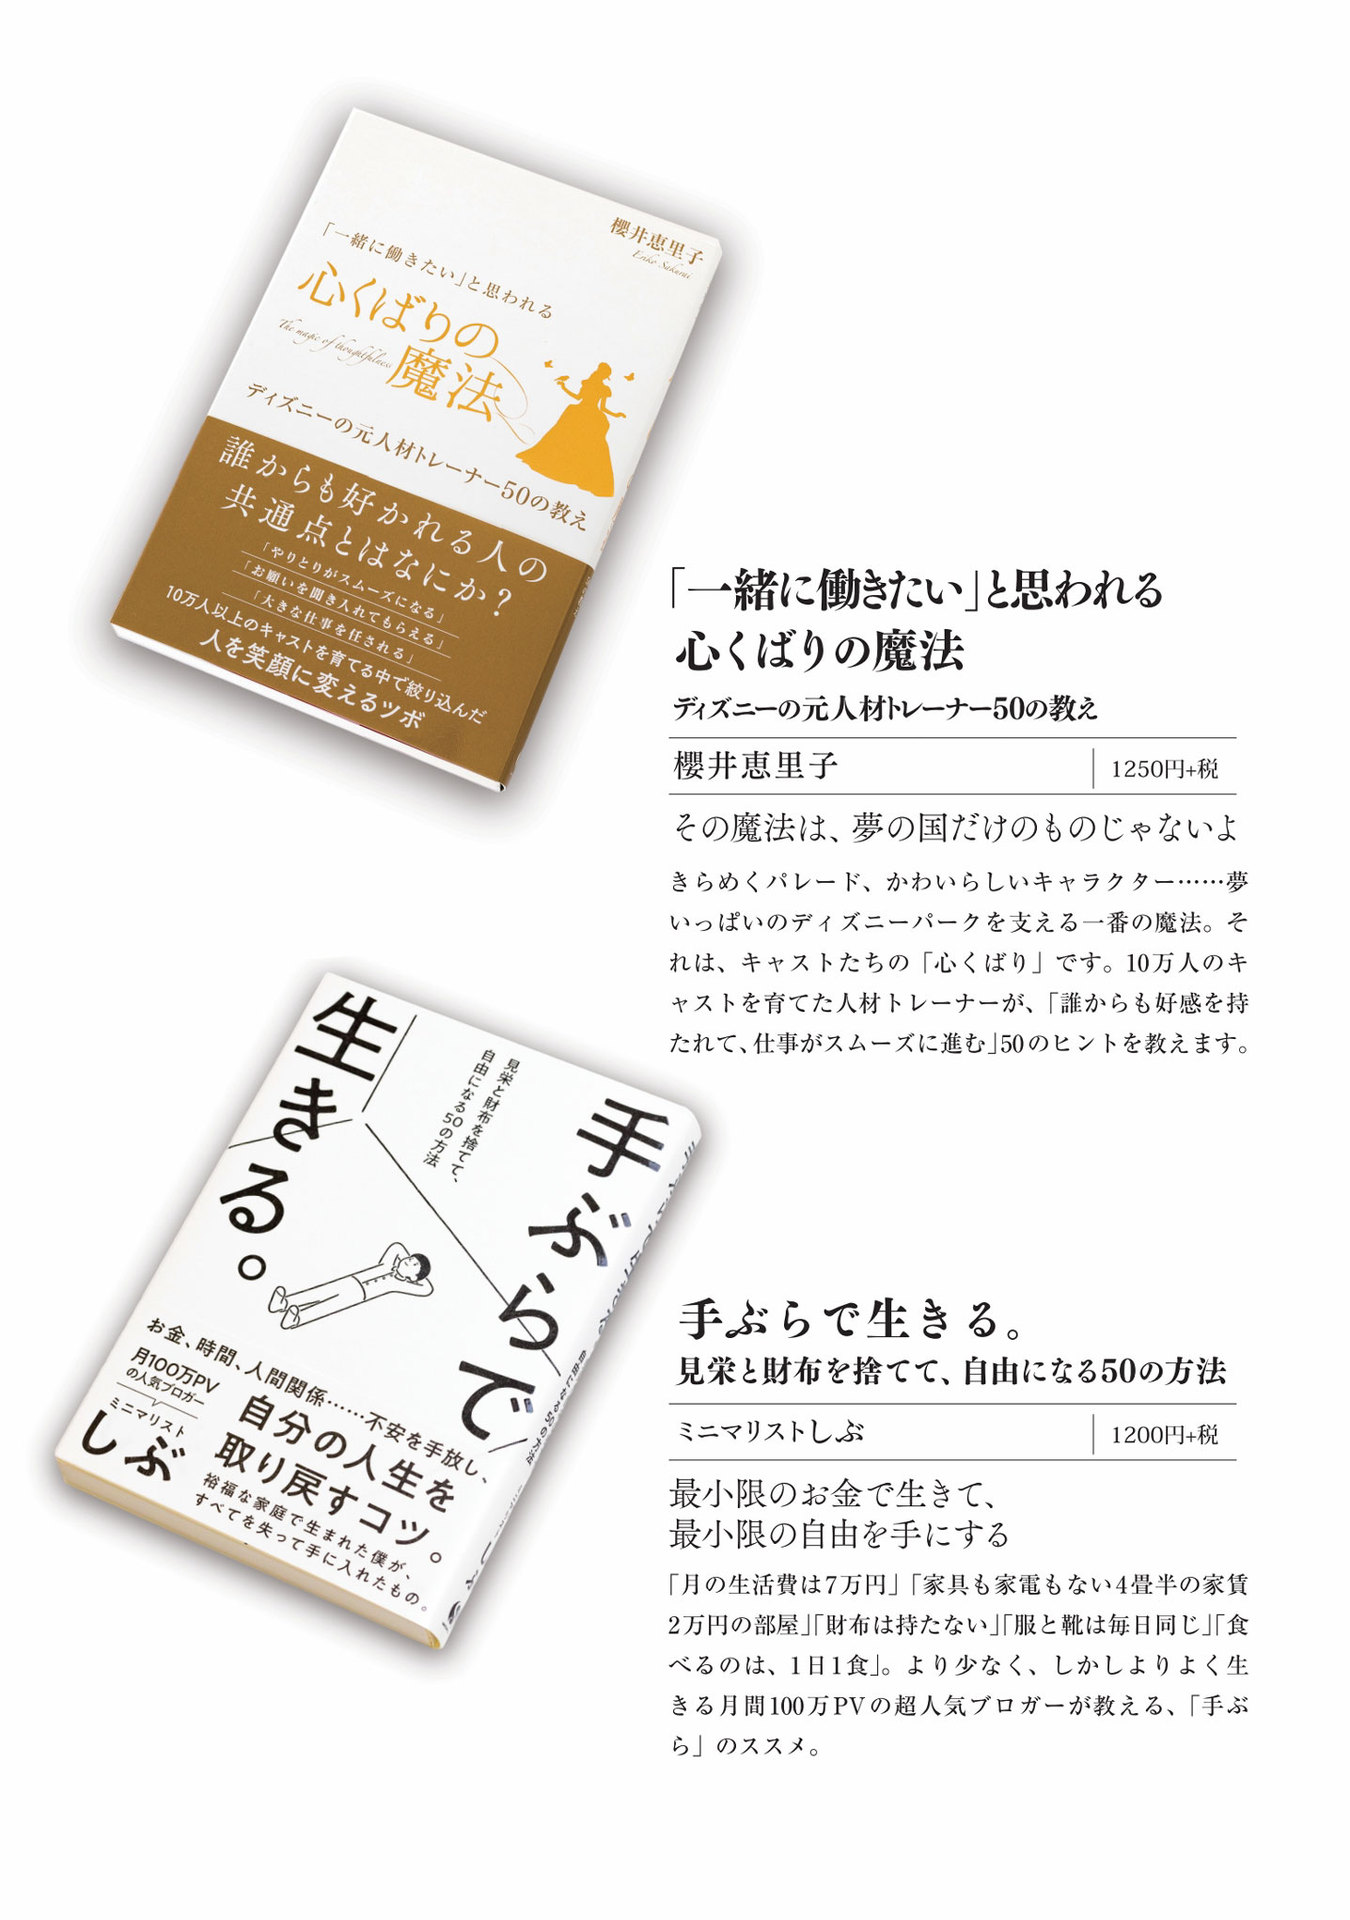 櫻井恵里子
Eriko Sakurai
「一緒に働きたい」と思われる
心くばりの
魔法
The magic of thoughtfulness
ディズニーの元人材トレーナー50の教え
誰からも好かれる人の
共通点とはなにか?
「やりとりがスムーズになる」
「お願いを聞き入れてもらえる」
「大きな仕事を任される」
10万人以上のキャストを育てる中で絞り込んだ
人を笑顔に変えるツボ
「一緒に働きたい」と思われる
心くばりの魔法
ディズニーの元人材トレーナー50の教え
櫻井恵里子
1250円+税
その魔法は、夢の国だけのものじゃないよ
きらめくパレード、かわいらしいキャラクター……夢
いっぱいのディズニーパークを支える一番の魔法。そ
れは、キャストたちの「心くばり」です。10万人のキ
ャストを育てた人材トレーナーが、「誰からも好感を持
たれて、仕事がスムーズに進む」50のヒントを教えます。
手ぶらで
生きる。
見栄と財布を捨てて、
自由になる50の方法
お金、時間、人間関係……不安を手放し、
自分の人生を
取り戻すコツ。
裕福な家庭で生まれた僕が、
すべてを失って手に入れたもの。
月100万PV
の人気ブロガー
ミニマリスト
しぶ
手ぶらで生きる。
見栄と財布を捨てて、自由になる50の方法
ミニマリストしぶ
1200円+税
最小限のお金で生きて、
最小限の自由を手にする
「月の生活費は7万円」「家具も家電もない4畳半の家賃
2万円の部屋」「財布は持たない」「服と靴は毎日同じ」「食
べるのは、1日1食」。より少なく、しかしよりよく生
きる月間100万PVの超人気ブロガーが教える、「手ぶ
ら」のススメ。